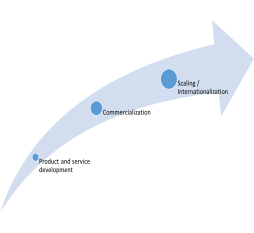 Scaling /
Internationalization
Commercialization
Product and service
development